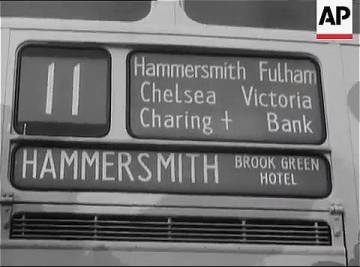 AP
11
Hammersmith Fulham
Chelsea Victoria
Charing + Bank
HAMMERSMITH BROOK GREEN
HOTEL